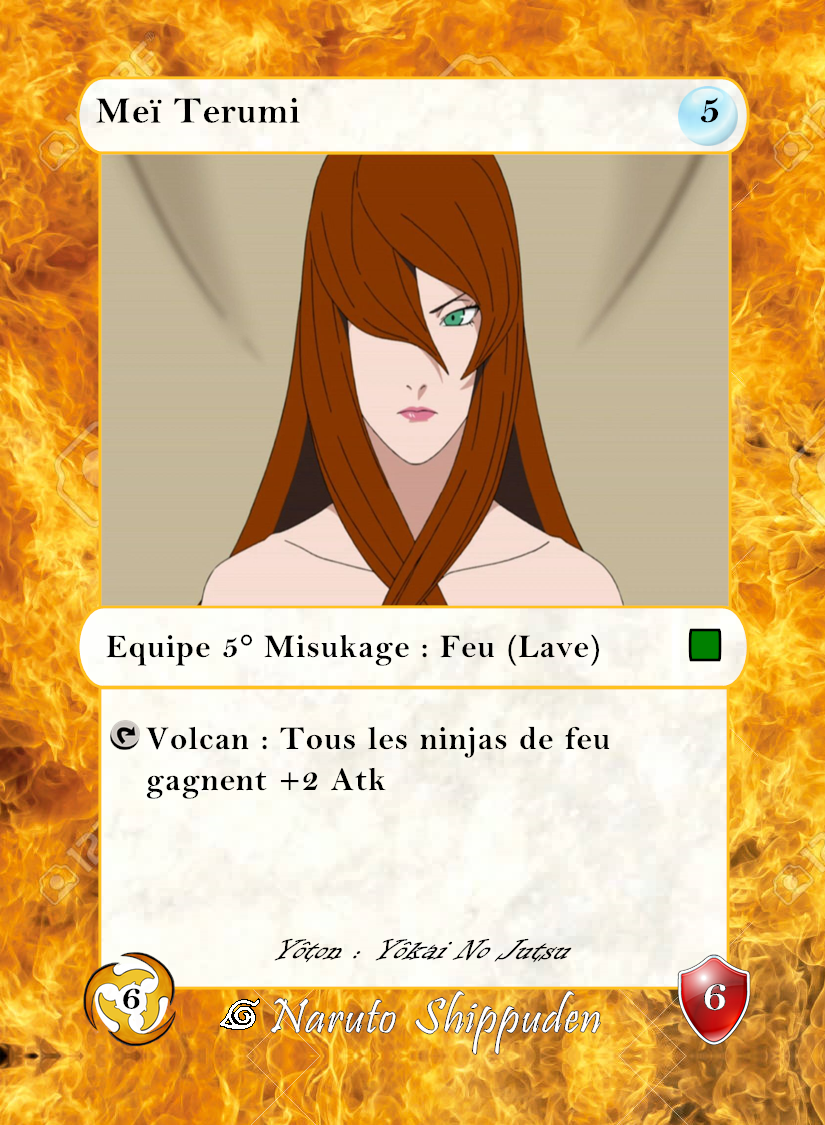 Meï Terumi
5
Equipe 5° Misukage : Feu (Lave)
Volcan : Tous les ninjas de feu
gagnent +2 Atk
Yôton : Yôkai No Jutsu
6
Naruto Shippuden
6